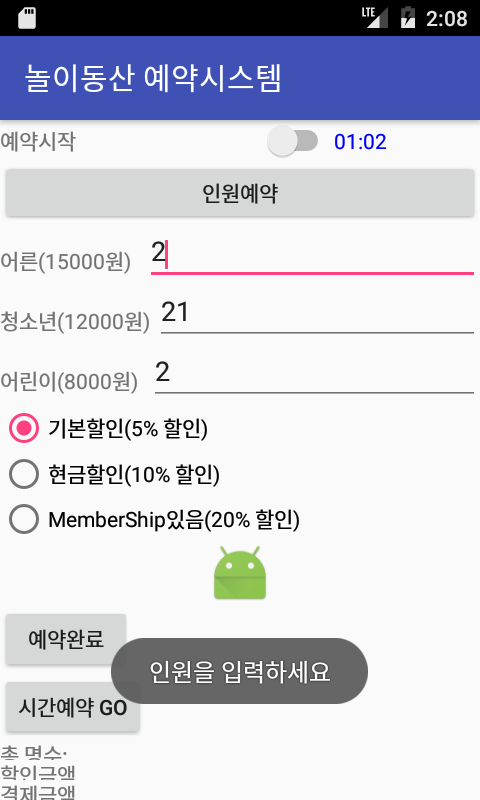 LTE 2:08
놀이동산 예약시스템
예약시작 01:02
인원예약
어른(15000원) 2
청소년(12000원) 21
어린이(8000원) 2
기본할인(5% 할인)
현금할인(10% 할인)
MemberShip있음(20% 할인)
예약완료
인원을 입력하세요
시간예약 GO
총 명수:
할인금액
결제금액